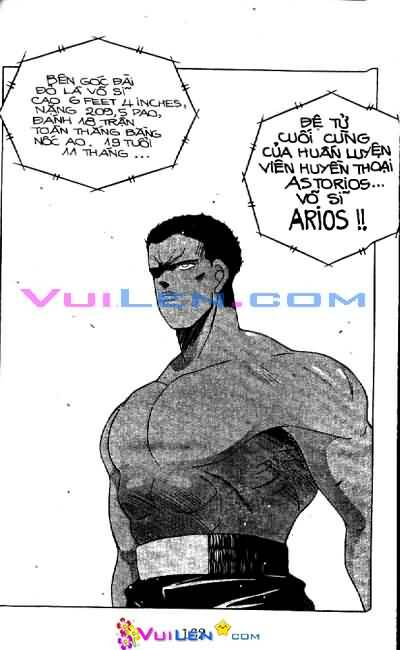 BÊN GÓC ĐÀI
ĐỎ LÀ VÕ SĨ
CAO 6 FEET 4 INCHES,
NẶNG 209,5 PAO,
ĐÁNH 18 TRẬN
TOÀN THẮNG BẰNG
NỐC AO. 19 TUỔI
11 THÁNG...
ĐỆ TỬ
CUỐI CÙNG
CỦA HUẤN LUYỆN
VIÊN HUYỀN THOẠI
ASTORIOS...
VÕ SĨ
ARIOS!!
VUILEN.COM
VUILEN
.COM